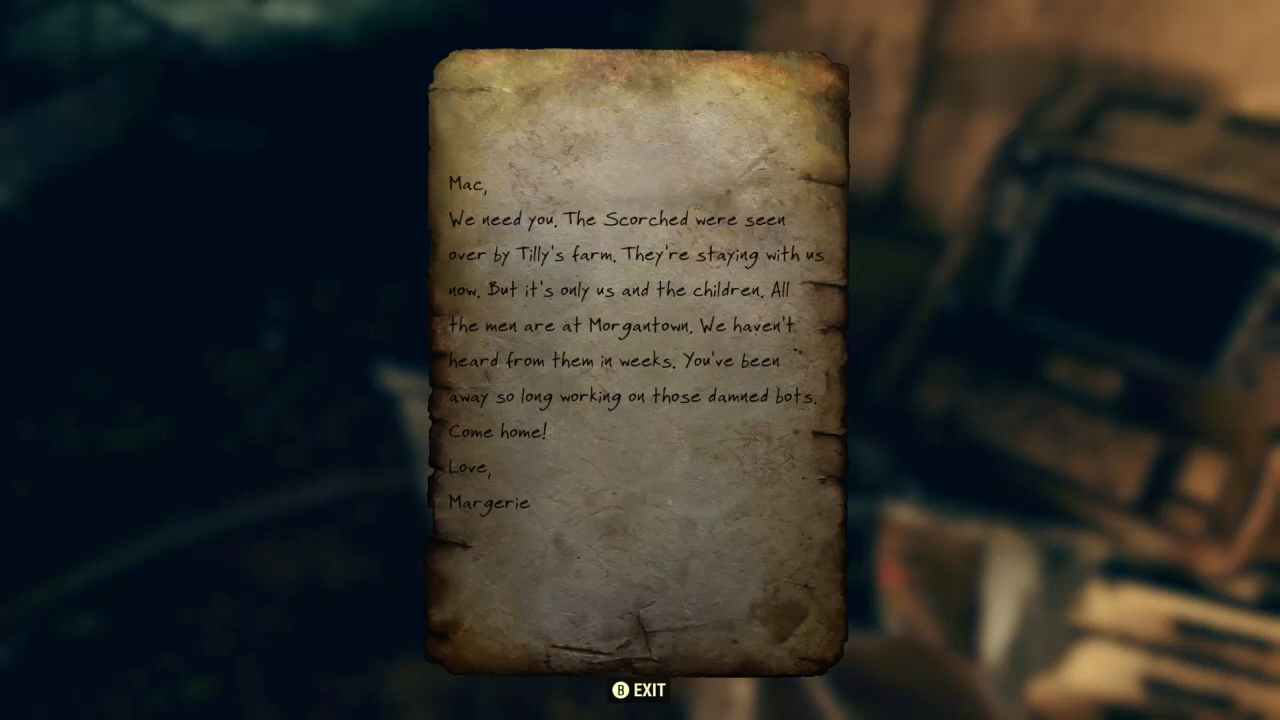 Mac,
We need you. The Scorched were seen
over by Tilly's farm. They're staying with us
now. But it's only us and the children. All
the men are at Morgantown. We haven't
heard from them in weeks. You've been
away so long working on those damned bots.
Come home!
Love,
Margerie
B EXIT